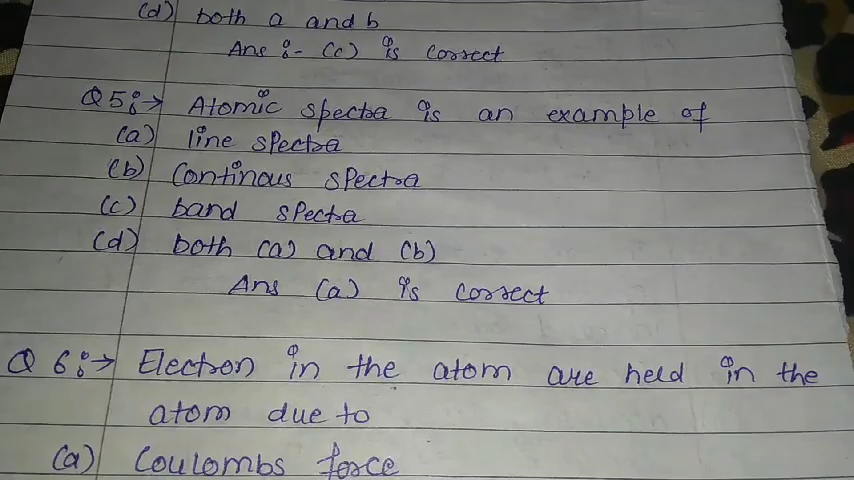 (d) both a and b
Ans :- (c) is correct
Q5:→ Atomic spectra is an example of
(a) line spectra
(b) Continous spectra
(c) band spectra
(d) both (a) and (b)
Ans (a) is correct
Q 6:→ Electron in the atom are held in the
atom due to
(a) Coulombs force